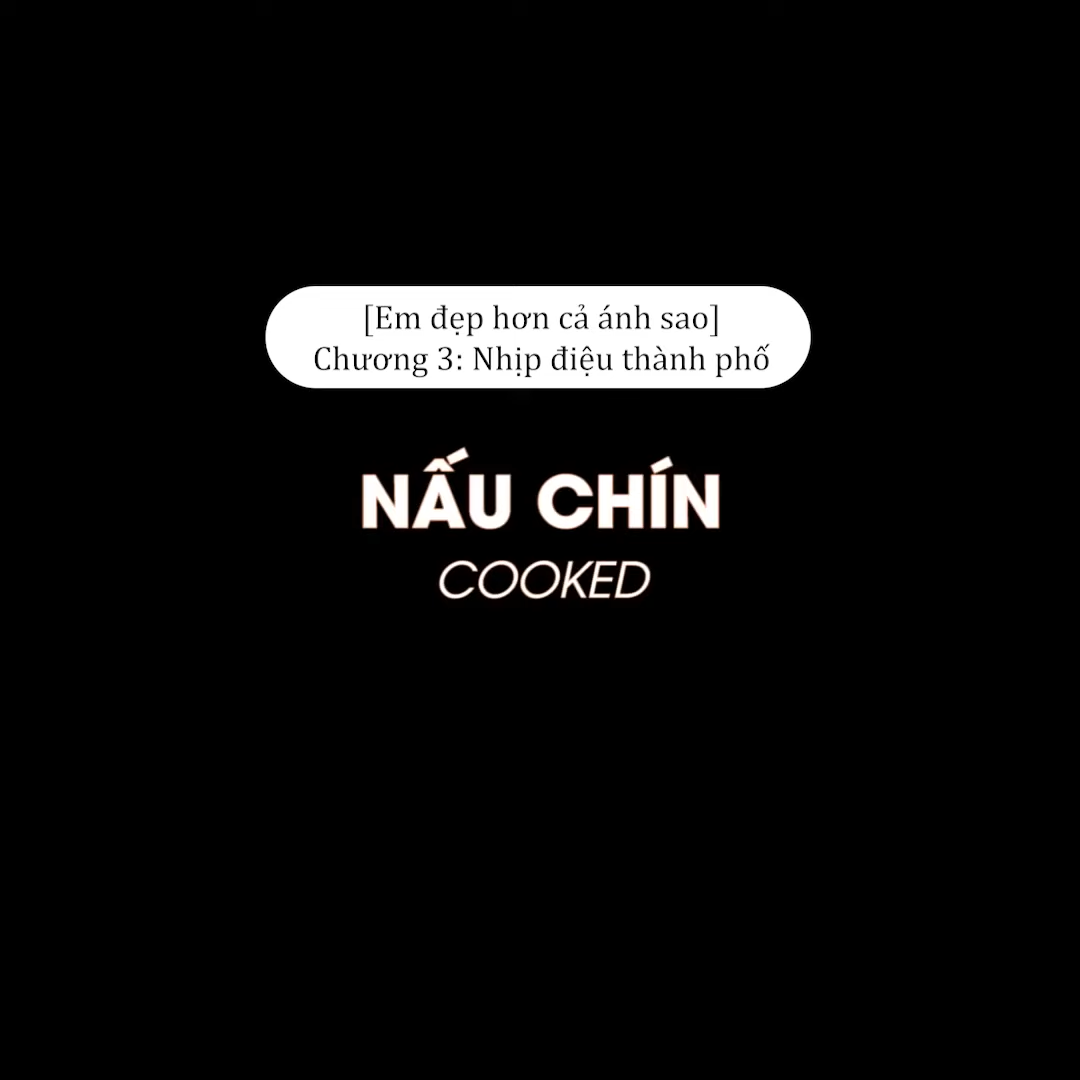 [Em đẹp hơn cả ánh sao]
Chương 3: Nhịp điệu thành phố
NẤU CHÍN
COOKED